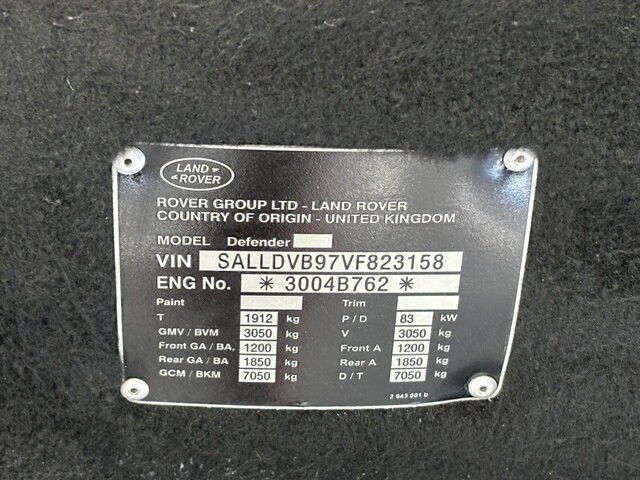 LAND ROVER
ROVER GROUP LTD - LAND ROVER
COUNTRY OF ORIGIN - UNITED KINGDOM
MODEL Defender
VIN SALLDVB97VF823158
ENG No. * 3004B762 *
Paint Trim
T 1912 kg P / D 83 kW
GMV / BVM 3050 kg V 3050 kg
Front GA / BA. 1200 kg Front A 1200 kg
Rear GA / BA 1850 kg Rear A 1850 kg
GCM / BKM 7050 kg D / T 7050 kg
2 943 001 b